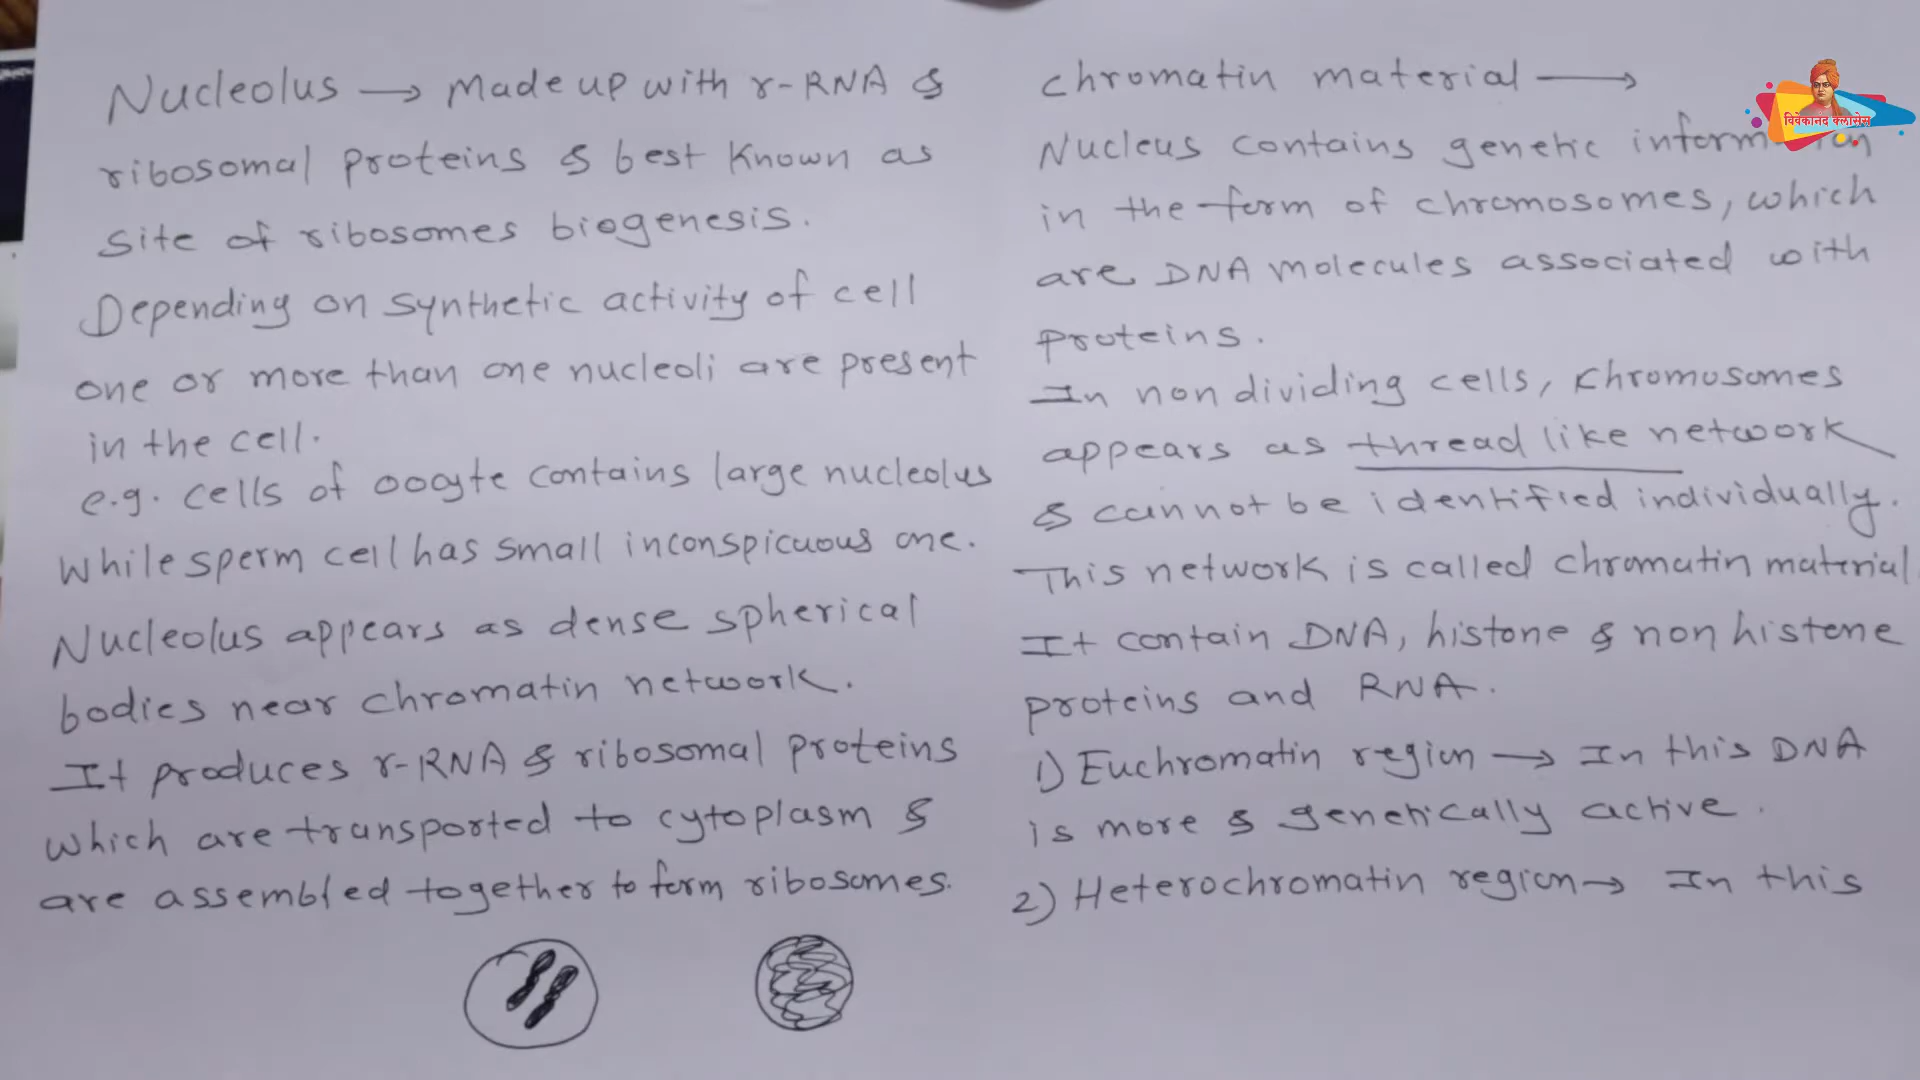 Nucleolus → Made up with r-RNA &
ribosomal proteins & best known as
site of ribosomes biogenesis.
Depending on synthetic activity of cell
one or more than one nucleoli are present
in the cell.
e.g. cells of oocyte contains large nucleolus
while sperm cell has small inconspicuous one.
Nucleolus appears as dense spherical
bodies near chromatin network.
It produces r-RNA & ribosomal proteins
which are transported to cytoplasm &
are assembled together to form ribosomes.
chromatin material →
Nucleus contains genetic information
in the form of chromosomes, which
are DNA molecules associated with
proteins.
In non dividing cells, chromosomes
appears as thread like network
& cannot be identified individually.
This network is called chromatin material.
It contain DNA, histone & non histone
proteins and RNA.
1) Euchromatin region → In this DNA
is more & genetically active.
2) Heterochromatin region → In this
विवेकानंद क्लासेस